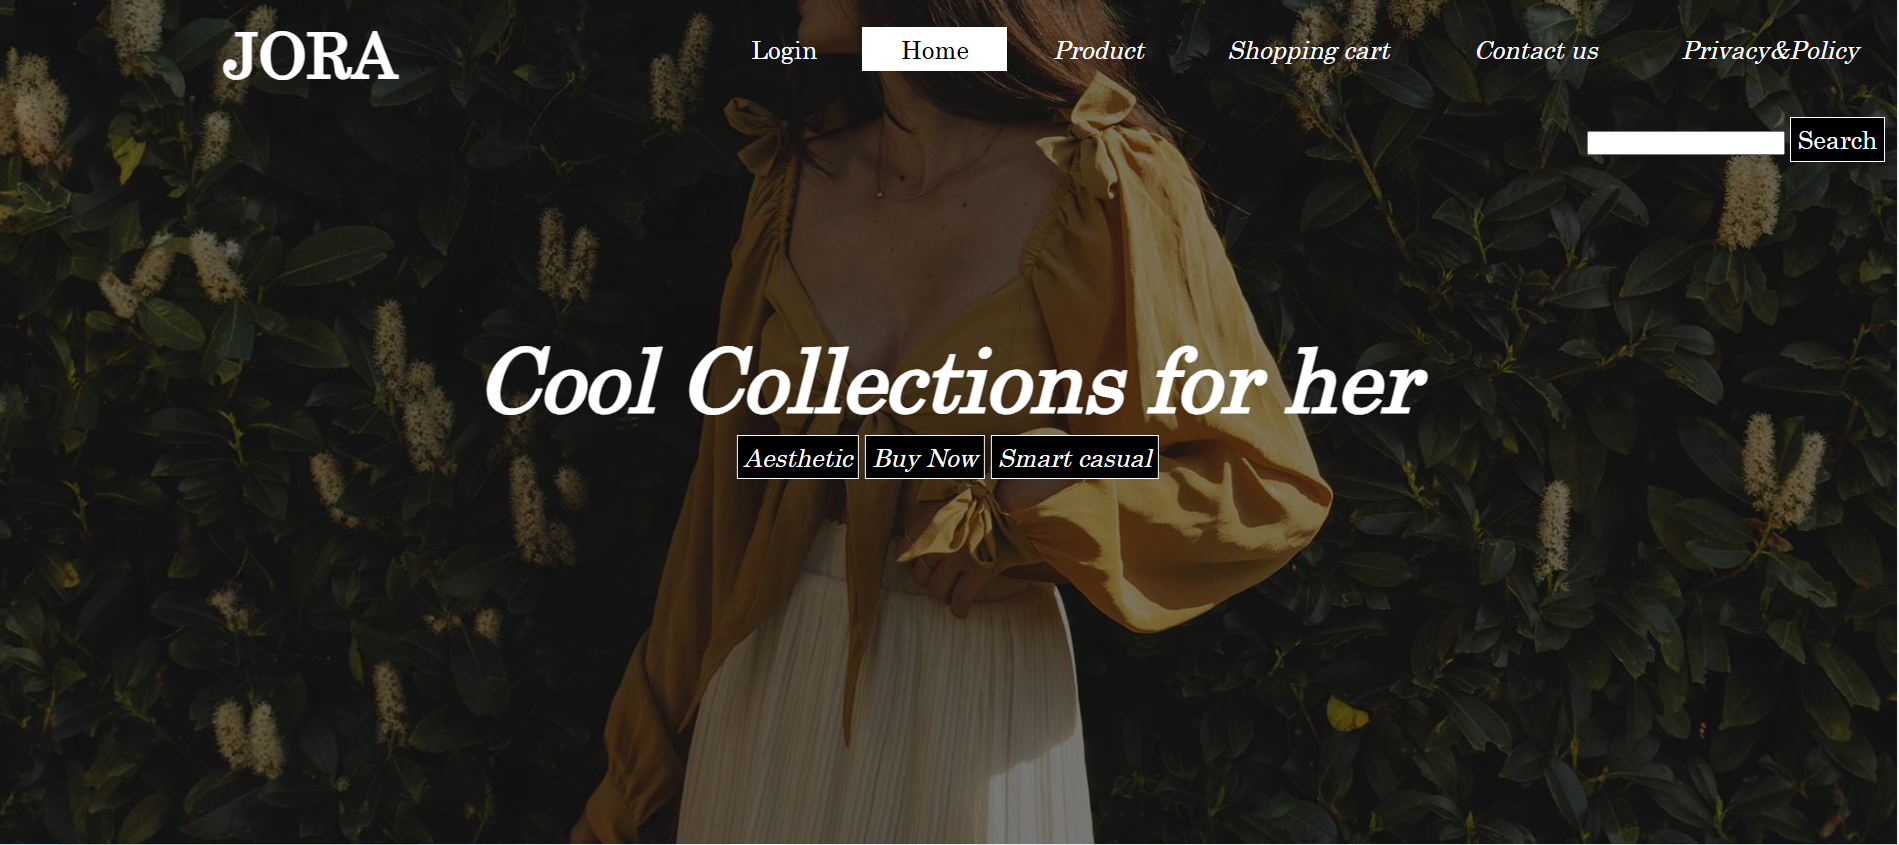 JORA
Login Home Product Shopping cart Contact us Privacy&Policy
Search
Cool Collections for her
Aesthetic Buy Now Smart casual